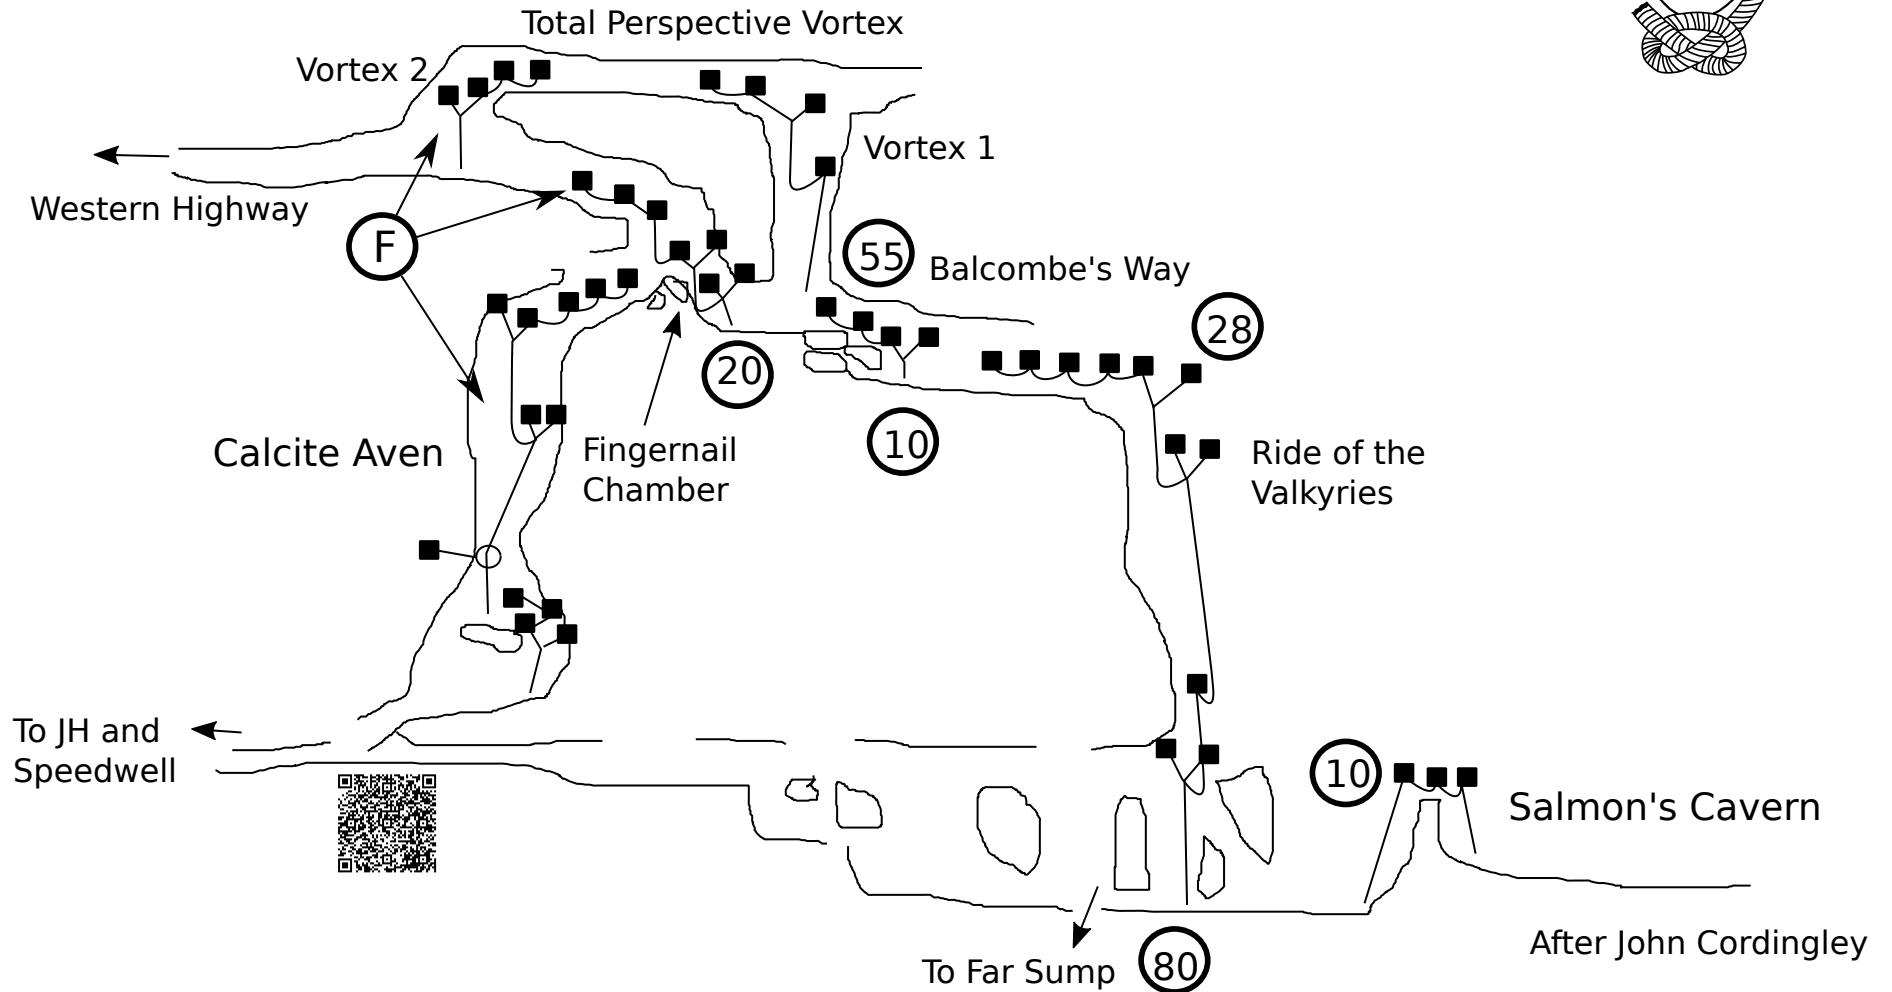 Total Perspective Vortex
Vortex 2
Vortex 1
Western Highway
F
55
Balcombe's Way
28
20
10
Calcite Aven
Fingernail
Chamber
Ride of the
Valkyries
To JH and
Speedwell
10
Salmon's Cavern
After John Cordingley
To Far Sump
80